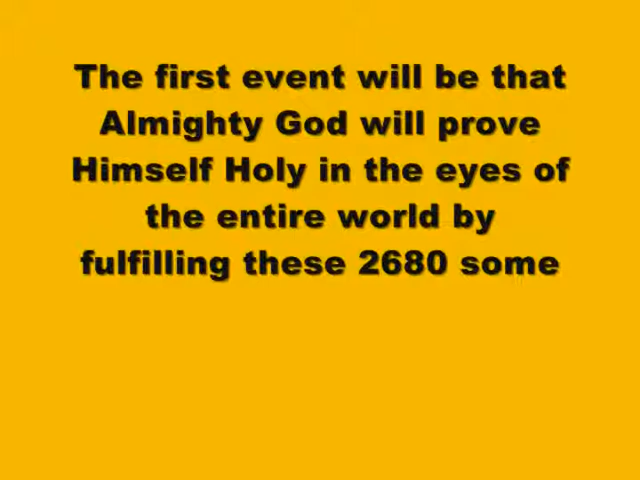 The first event will be that
Almighty God will prove
Himself Holy in the eyes of
the entire world by
fulfilling these 2680 some